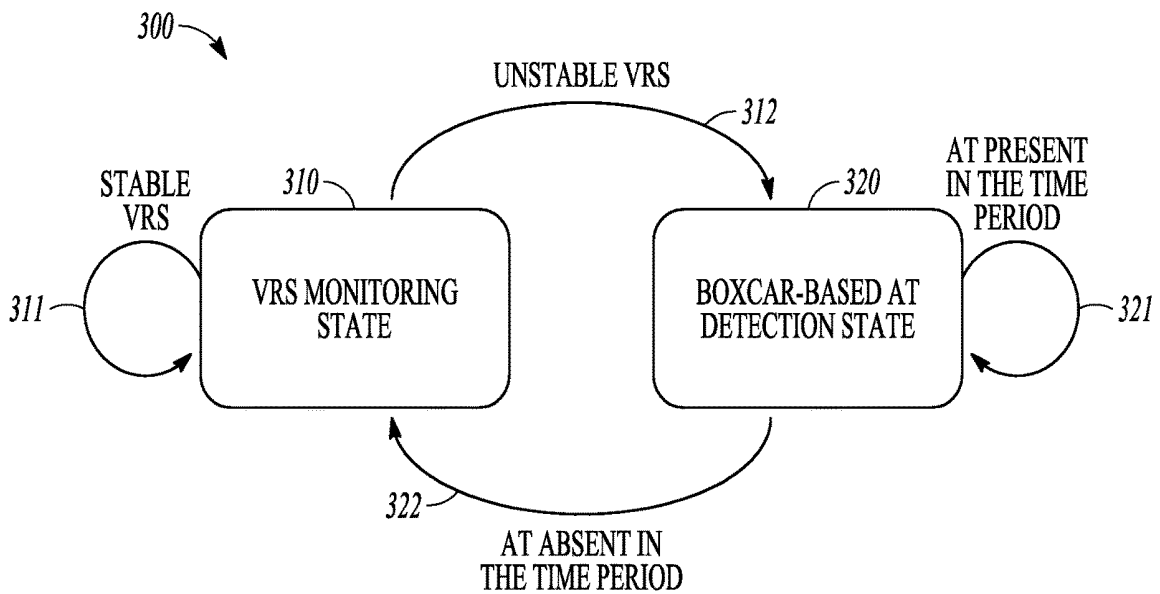 300
UNSTABLE VRS
312
STABLE
VRS
310
320
AT PRESENT
IN THE TIME
PERIOD
311
VRS MONITORING
STATE
BOXCAR-BASED AT
DETECTION STATE
321
322
AT ABSENT IN
THE TIME PERIOD